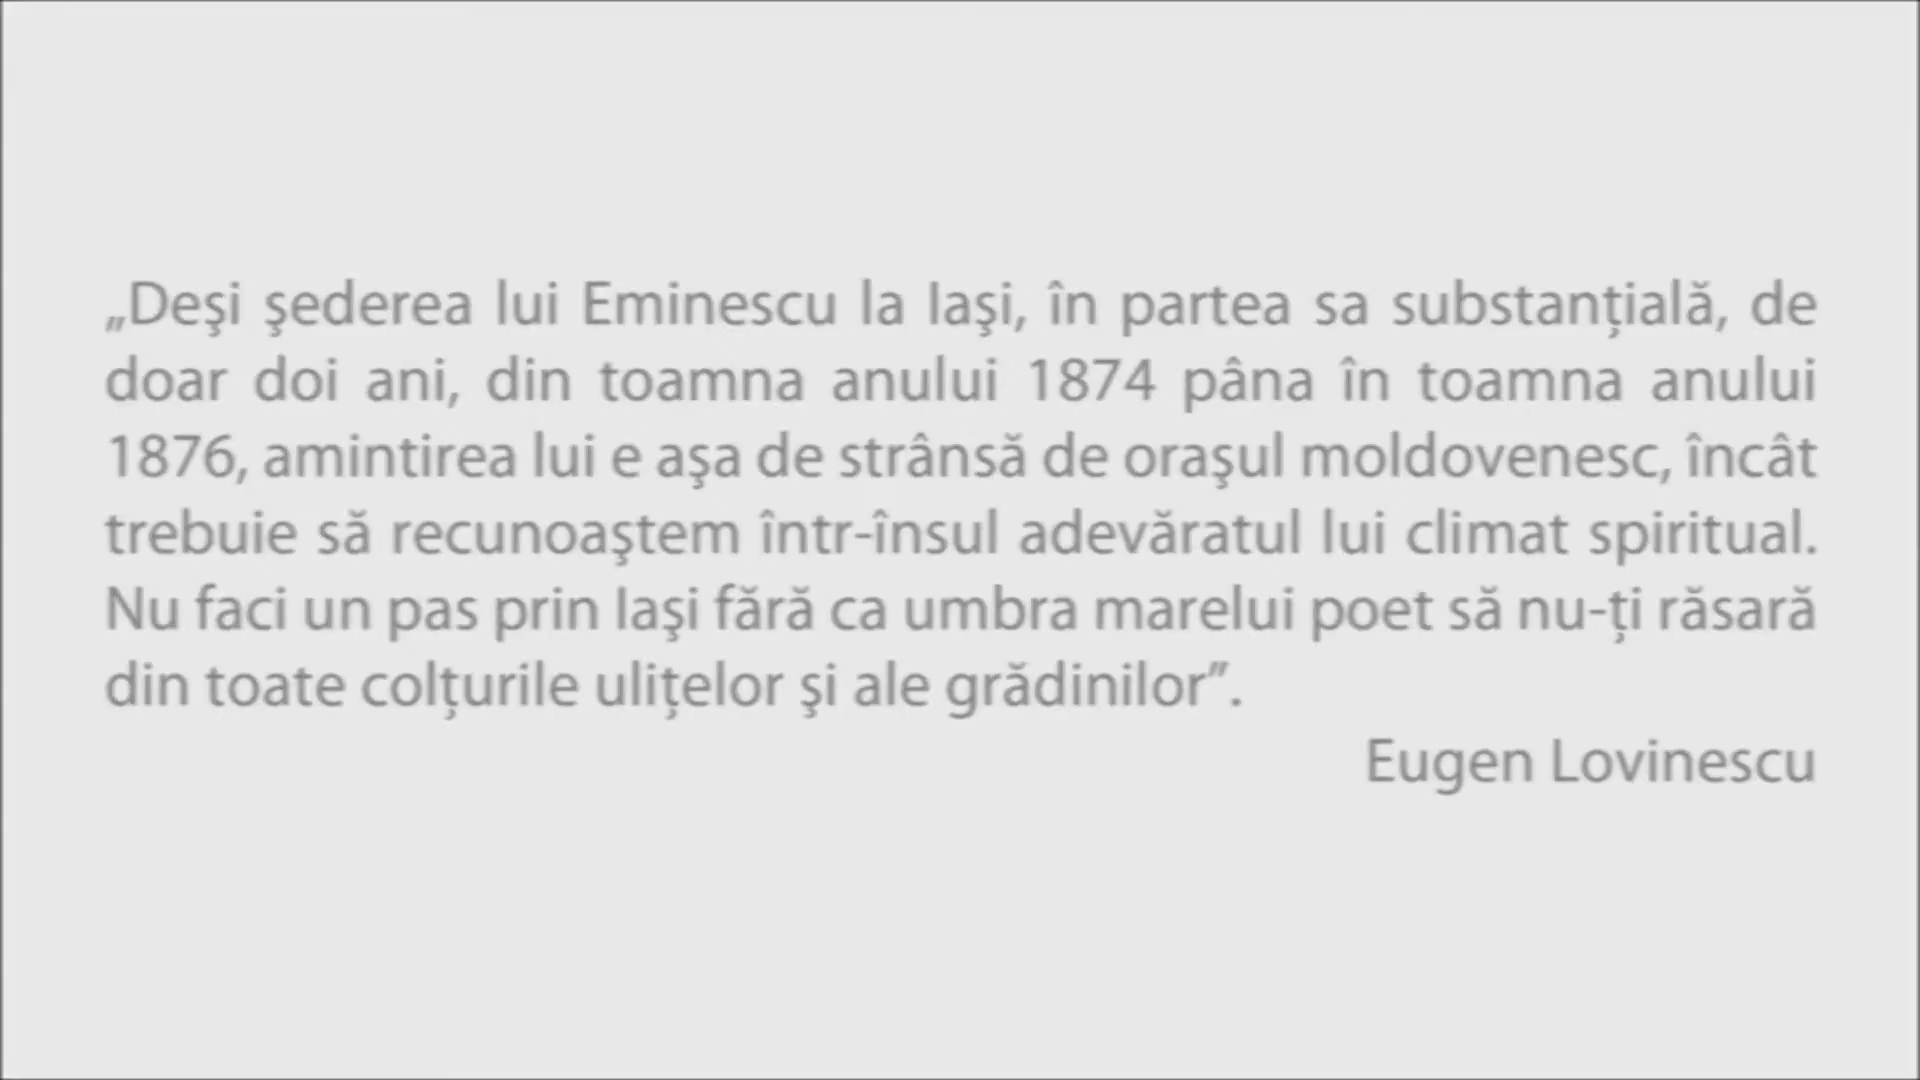 „Deşi şederea lui Eminescu la Iaşi, în partea sa substanțială, de
doar doi ani, din toamna anului 1874 pâna în toamna anului
1876, amintirea lui e aşa de strânsă de oraşul moldovenesc, încât
trebuie să recunoaştem într-însul adevăratul lui climat spiritual.
Nu faci un pas prin Iaşi fără ca umbra marelui poet să nu-ți răsară
din toate colțurile ulițelor şi ale grădinilor”.
Eugen Lovinescu